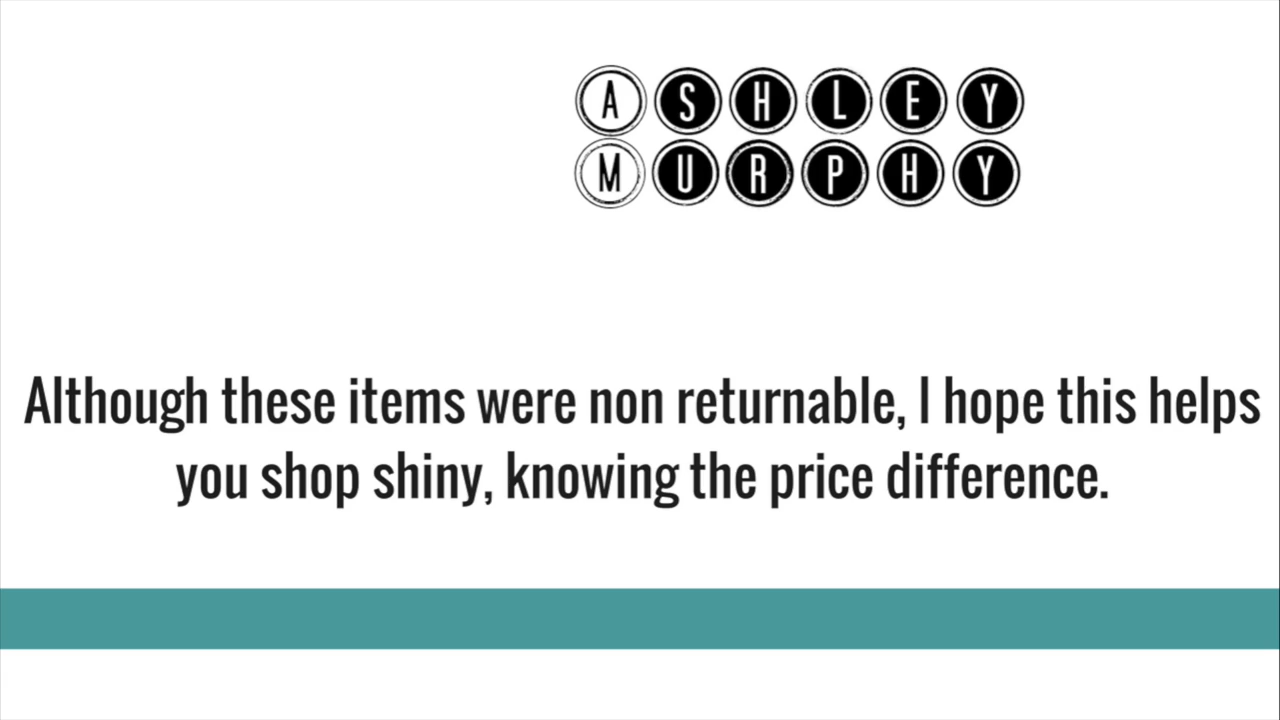 ASHLEY
MURPHY
Although these items were non returnable, I hope this helps
you shop shiny, knowing the price difference.